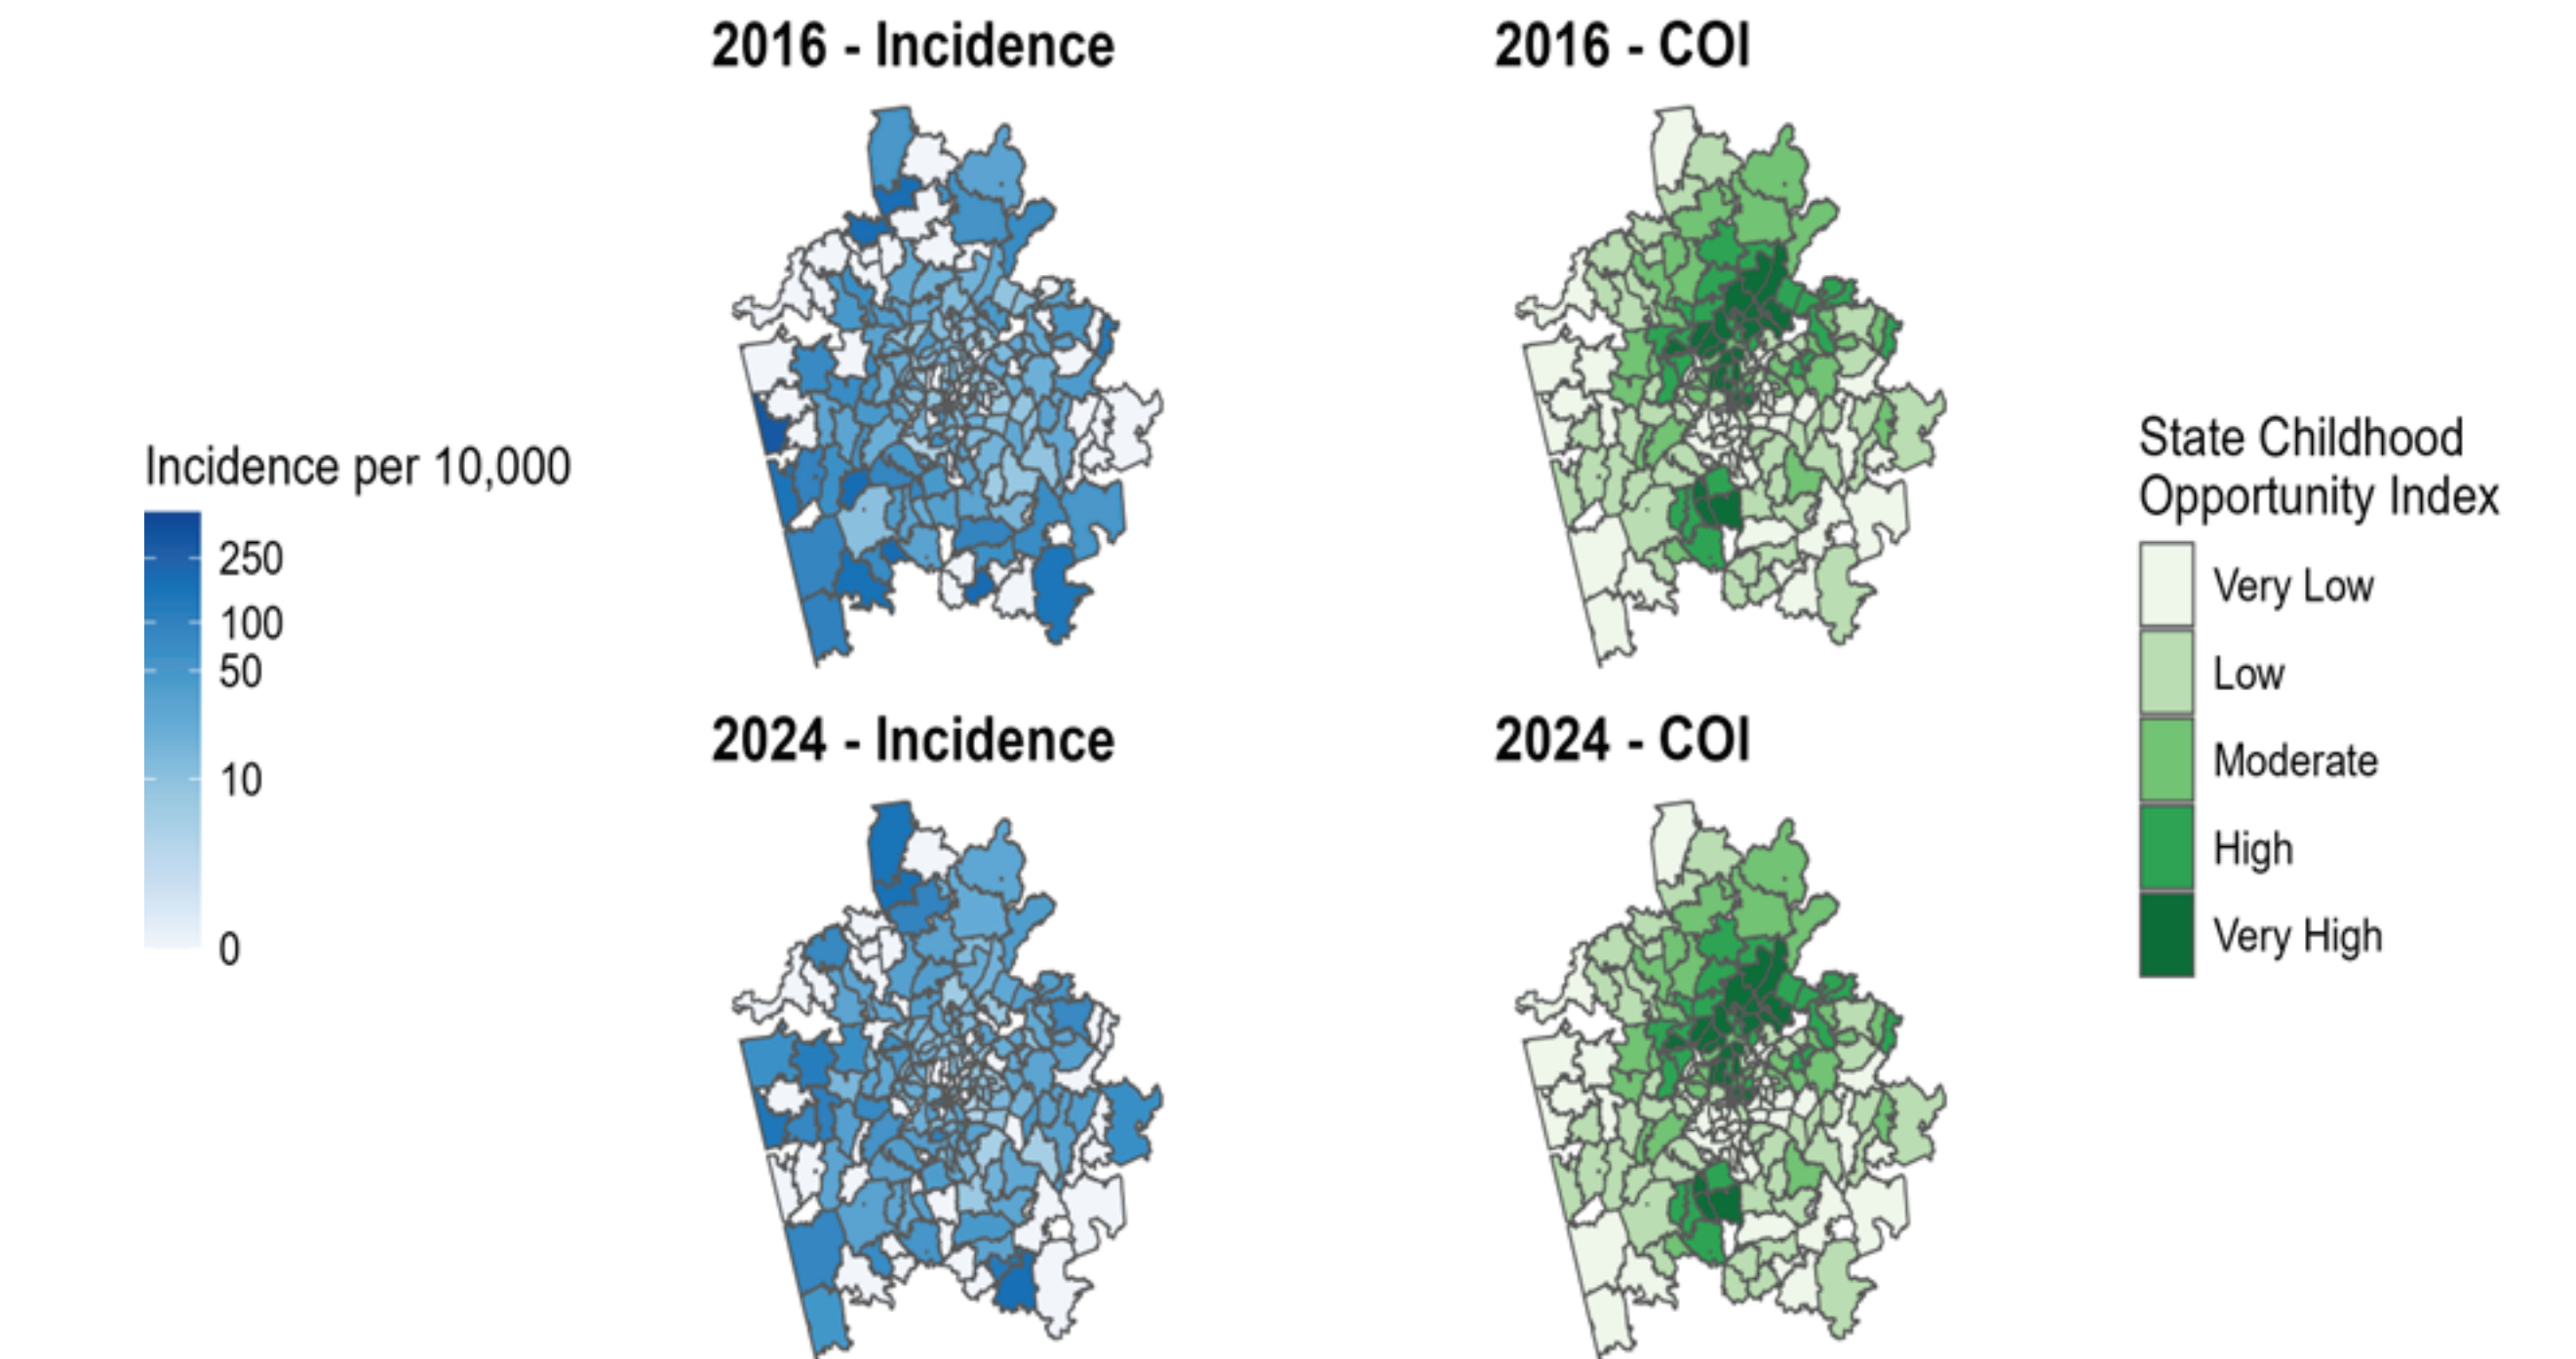 2016 - Incidence
2016 - COI
Incidence per 10,000
250
100
50
10
0
State Childhood
Opportunity Index
Very Low
Low
Moderate
High
Very High
2024 - Incidence
2024 - COI